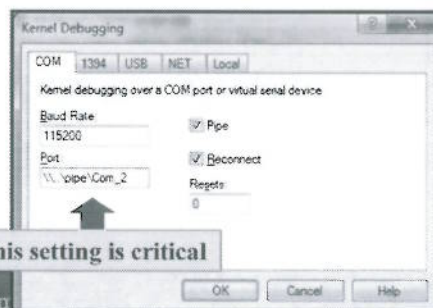 Kernel Debugging
COM 1394 USB NET Local
Kernel debugging over a COM port or virtual serial device
Baud Rate
115200
Pipe
Port
Reconnect
\\.\pipe\Com_2
Resets:
0
his setting is critical
OK Cancel Help